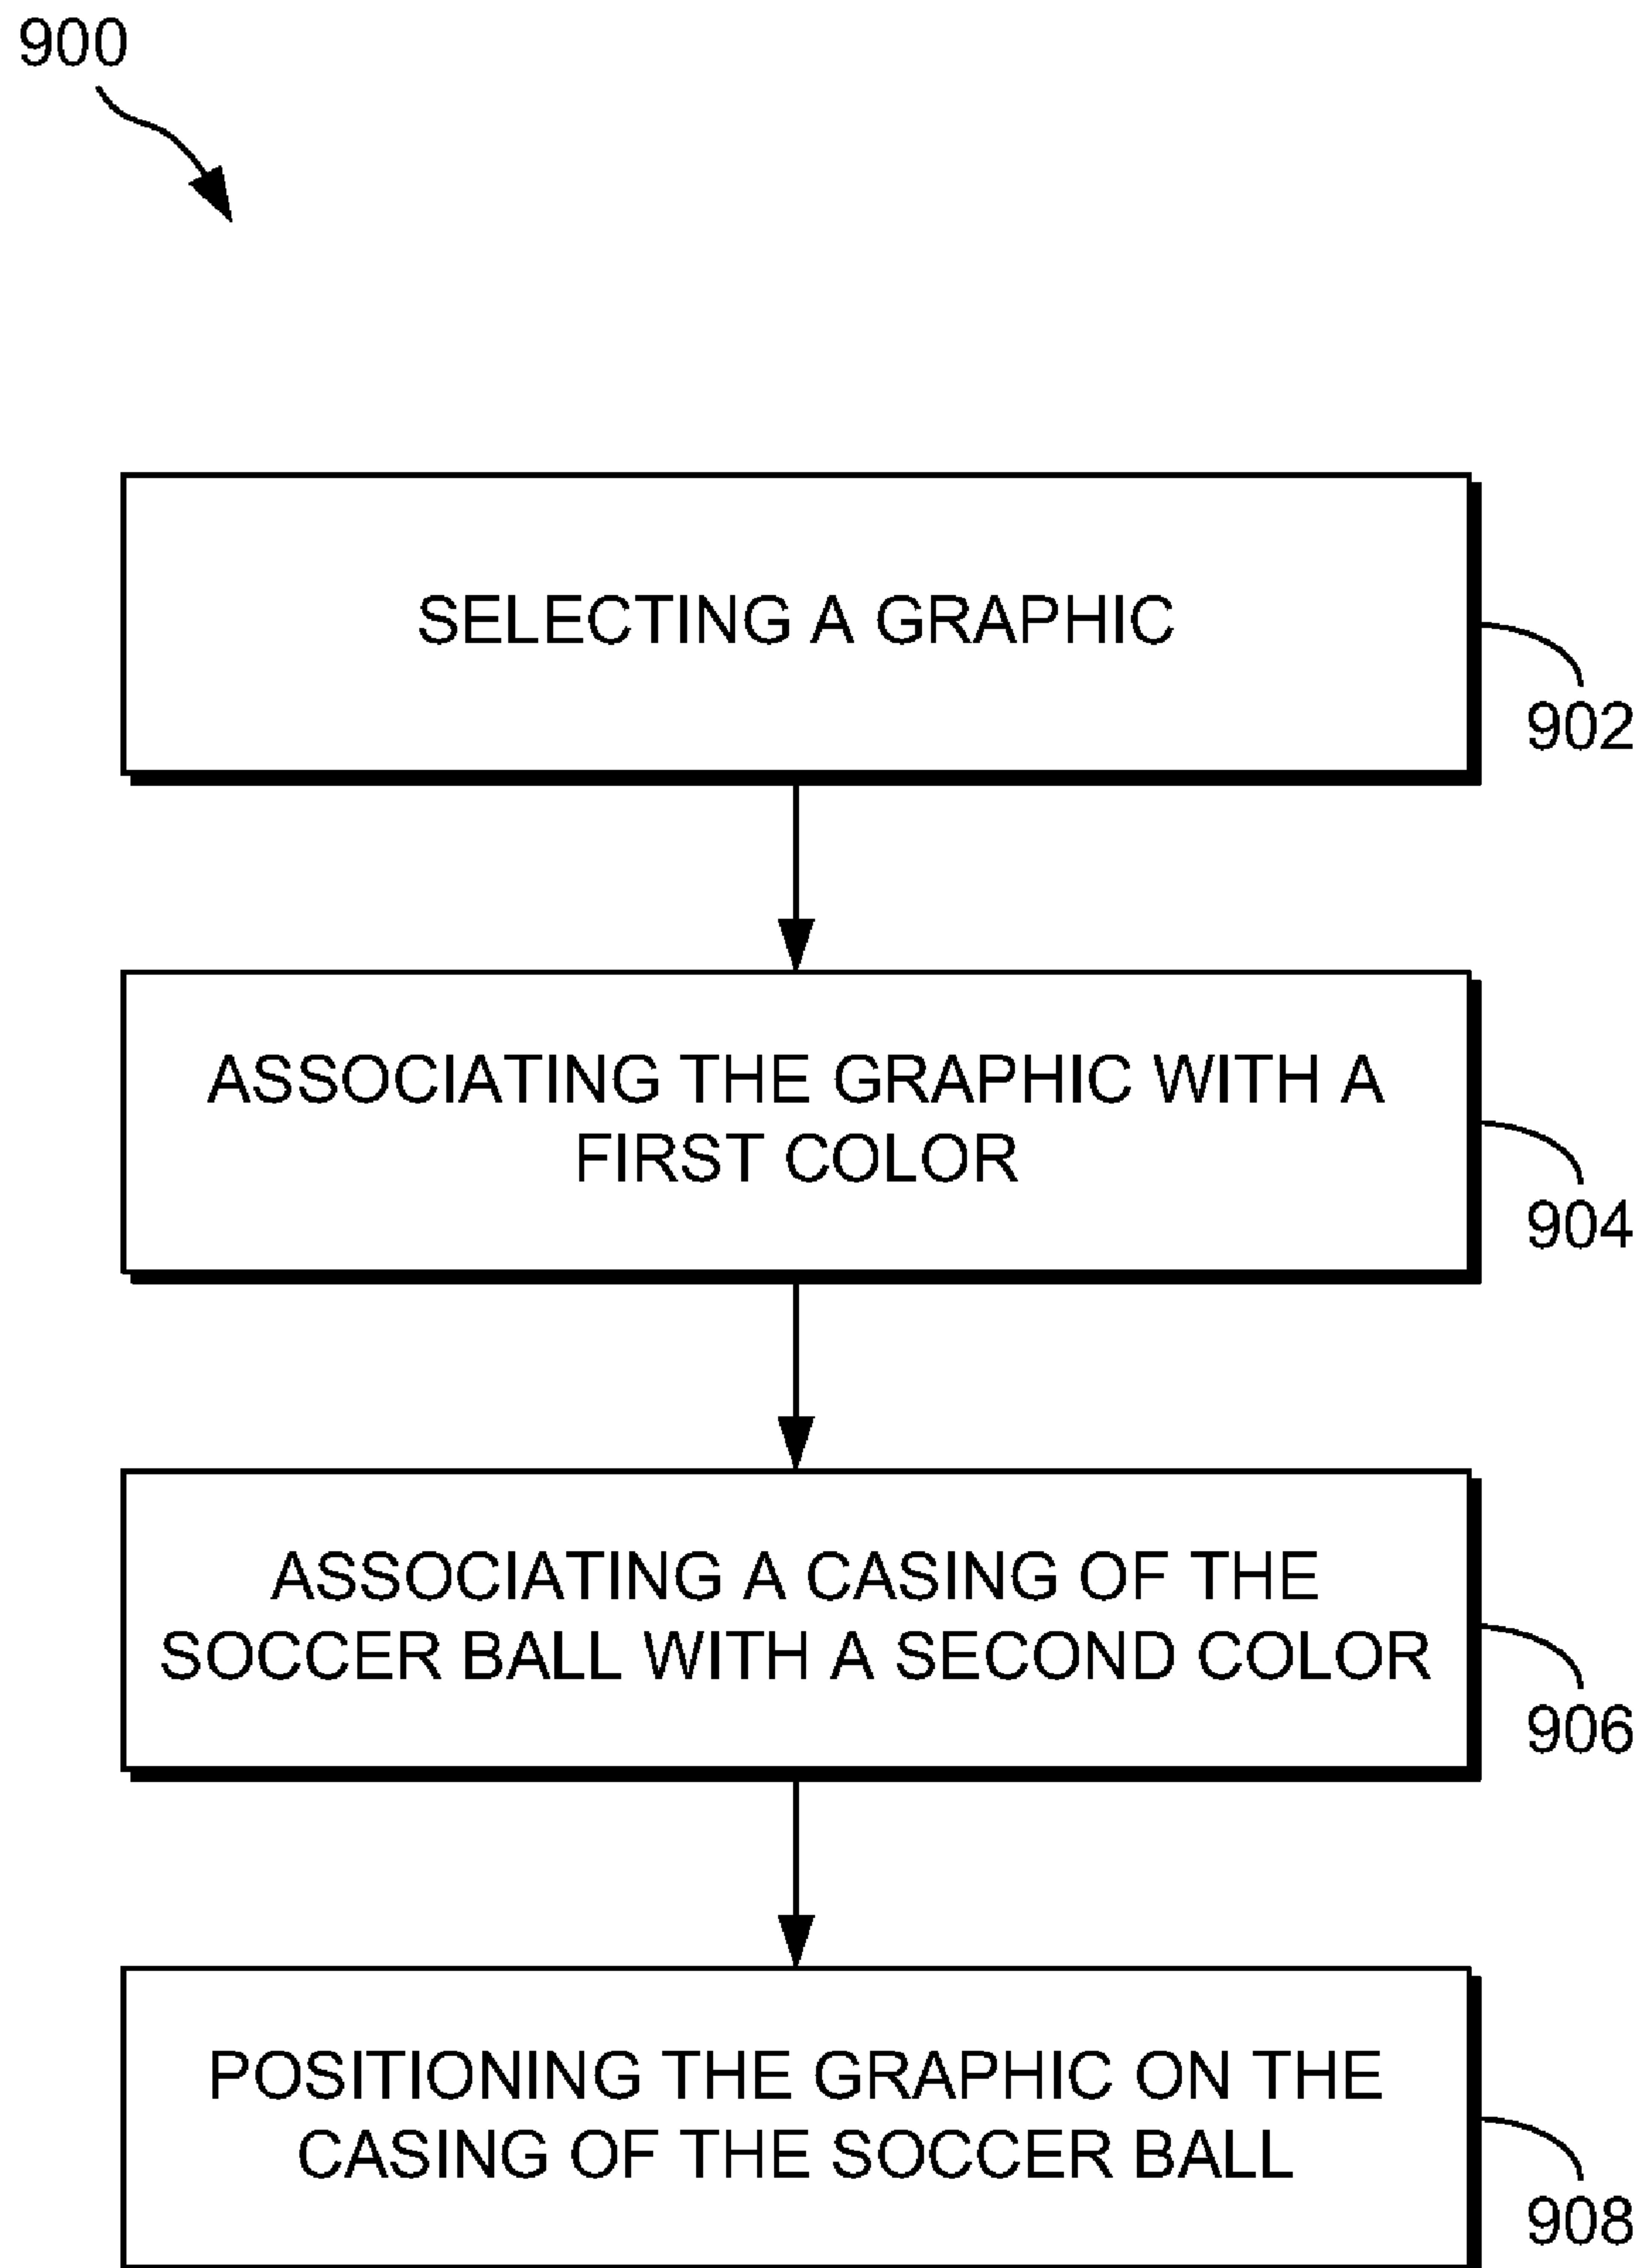 900
SELECTING A GRAPHIC
902
ASSOCIATING THE GRAPHIC WITH A
FIRST COLOR
904
ASSOCIATING A CASING OF THE
SOCCER BALL WITH A SECOND COLOR
906
POSITIONING THE GRAPHIC ON THE
CASING OF THE SOCCER BALL
908